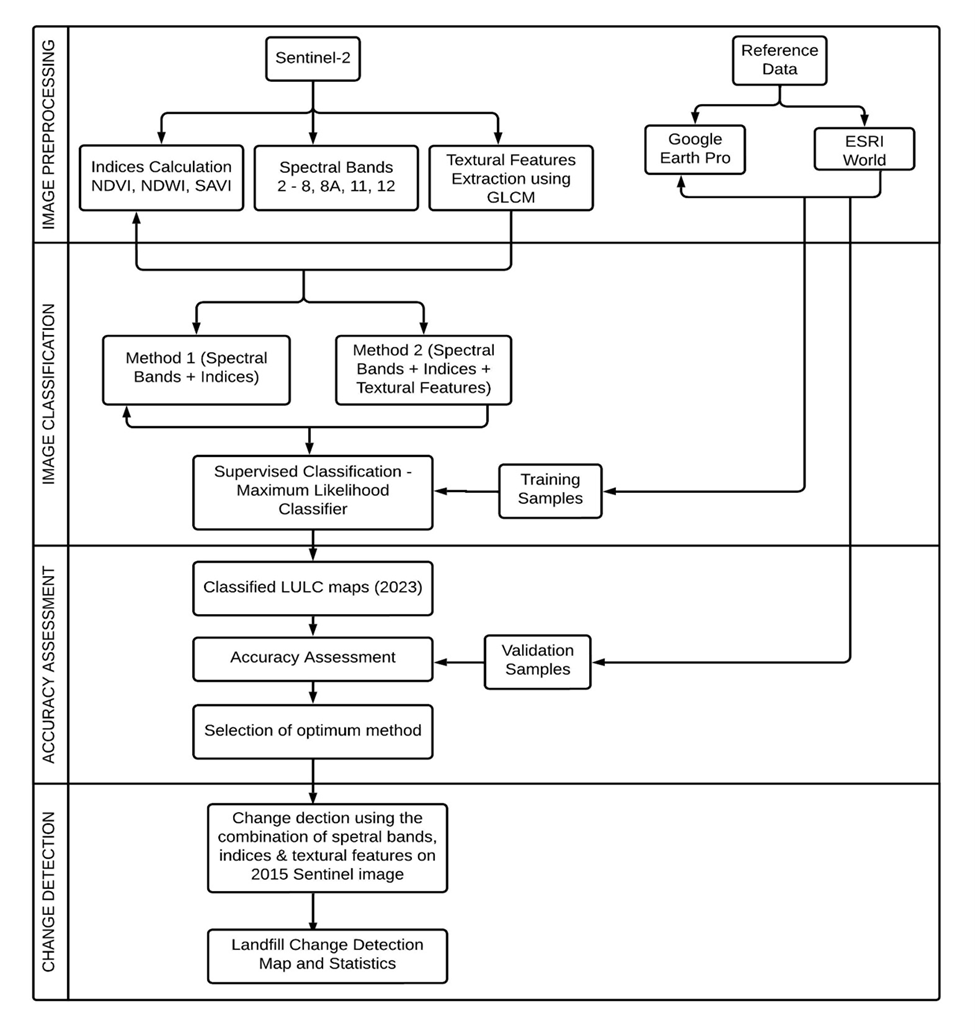 IMAGE PREPROCESSING
Sentinel-2
Reference
Data
Indices Calculation
NDVI, NDWI, SAVI
Spectral Bands
2 - 8, 8A, 11, 12
Textural Features
Extraction using
GLCM
Google
Earth Pro
ESRI
World
IMAGE CLASSIFICATION
Method 1 (Spectral
Bands + Indices)
Method 2 (Spectral
Bands + Indices +
Textural Features)
Supervised Classification -
Maximum Likelihood
Classifier
Training
Samples
ACCURACY ASSESSMENT
Classified LULC maps (2023)
Accuracy Assessment
Validation
Samples
Selection of optimum method
CHANGE DETECTION
Change dection using the
combination of spetral bands,
indices & textural features on
2015 Sentinel image
Landfill Change Detection
Map and Statistics